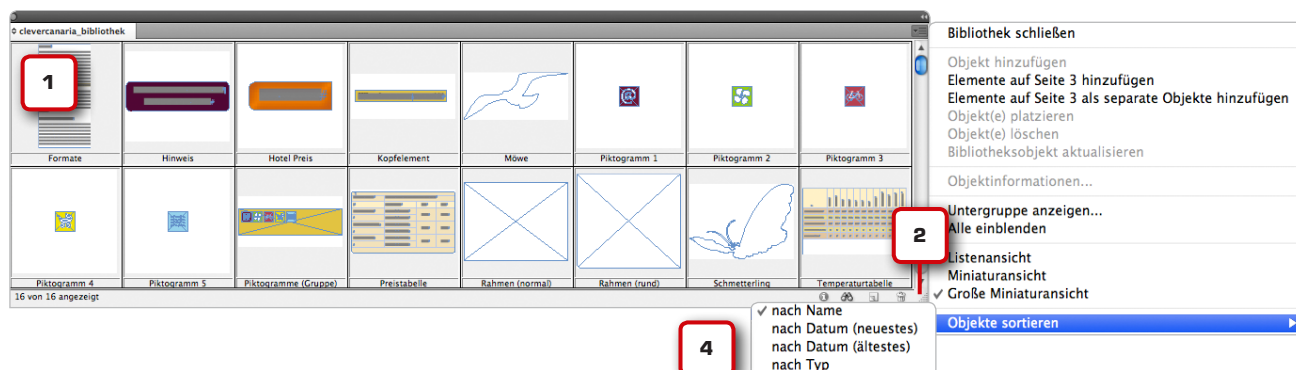 clevercanaria_bibliothek
1
Formate
Hinweis
Hotel Preis
Kopfelement
Möwe
Piktogramm 1
Piktogramm 2
Piktogramm 3
Piktogramm 4
Piktogramm 5
Piktogramme (Gruppe)
Preistabelle
Rahmen (normal)
Rahmen (rund)
Schmetterling
Temperaturtabelle
16 von 16 angezeigt
Bibliothek schließen
Objekt hinzufügen
Elemente auf Seite 3 hinzufügen
Elemente auf Seite 3 als separate Objekte hinzufügen
Objekt(e) platzieren
Objekt(e) löschen
Bibliotheksobjekt aktualisieren
Objektinformationen...
Untergruppe anzeigen...
2
Alle einblenden
Listenansicht
Miniaturansicht
Große Miniaturansicht
Objekte sortieren
nach Name
nach Datum (neuestes)
4
nach Datum (ältestes)
nach Typ